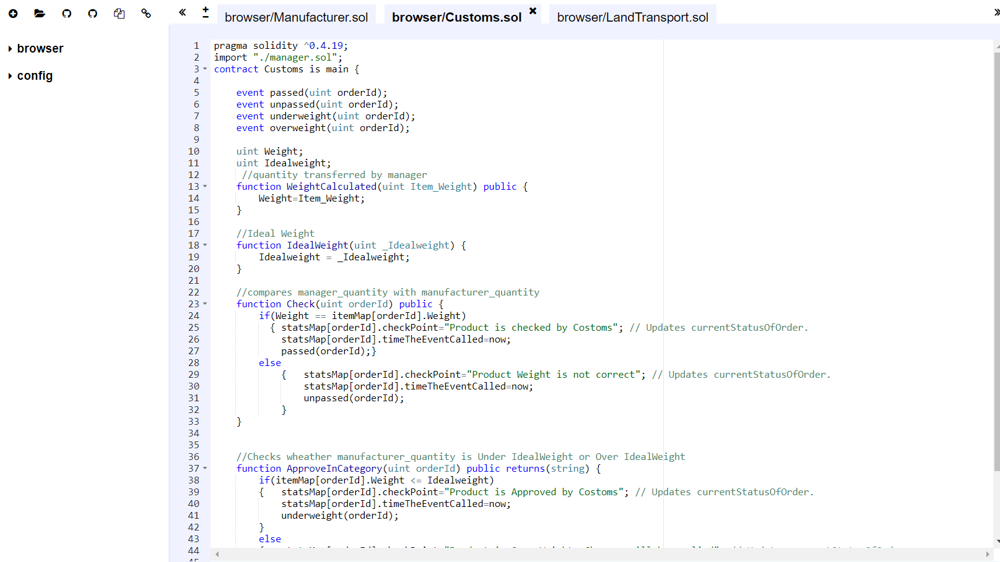 browser/Manufacturer.sol
browser/Customs.sol
browser/LandTransport.sol
browser
config
1 pragma solidity ^0.4.19;
2 import "./manager.sol";
3 contract Customs is main {
4
5 event passed(uint orderId);
6 event unpassed(uint orderId);
7 event underweight(uint orderId);
8 event overweight(uint orderId);
9
10 uint Weight;
11 uint Idealweight;
12 //quantity transferred by manager
13 function WeightCalculated(uint Item_Weight) public {
14 Weight=Item_Weight;
15 }
16
17 //Ideal Weight
18 function IdealWeight(uint _Idealweight) {
19 Idealweight = _Idealweight;
20 }
21
22 //compares manager_quantity with manufacturer_quantity
23 function Check(uint orderId) public {
24 if(Weight == itemMap[orderId].Weight)
25 { statsMap[orderId].checkPoint="Product is checked by Costoms"; // Updates currentStatusOfOrder.
26 statsMap[orderId].timeTheEventCalled=now;
27 passed(orderId);}
28 else
29 { statsMap[orderId].checkPoint="Product Weight is not correct"; // Updates currentStatusOfOrder.
30 statsMap[orderId].timeTheEventCalled=now;
31 unpassed(orderId);
32 }
33 }
34
35
36 //Checks wheather manufacturer_quantity is Under IdealWeight or Over IdealWeight
37 function ApproveInCategory(uint orderId) public returns(string) {
38 if(itemMap[orderId].Weight <= Idealweight)
39 { statsMap[orderId].checkPoint="Product is Approved by Costoms"; // Updates currentStatusOfOrder.
40 statsMap[orderId].timeTheEventCalled=now;
41 underweight(orderId);
42 }
43 else
44